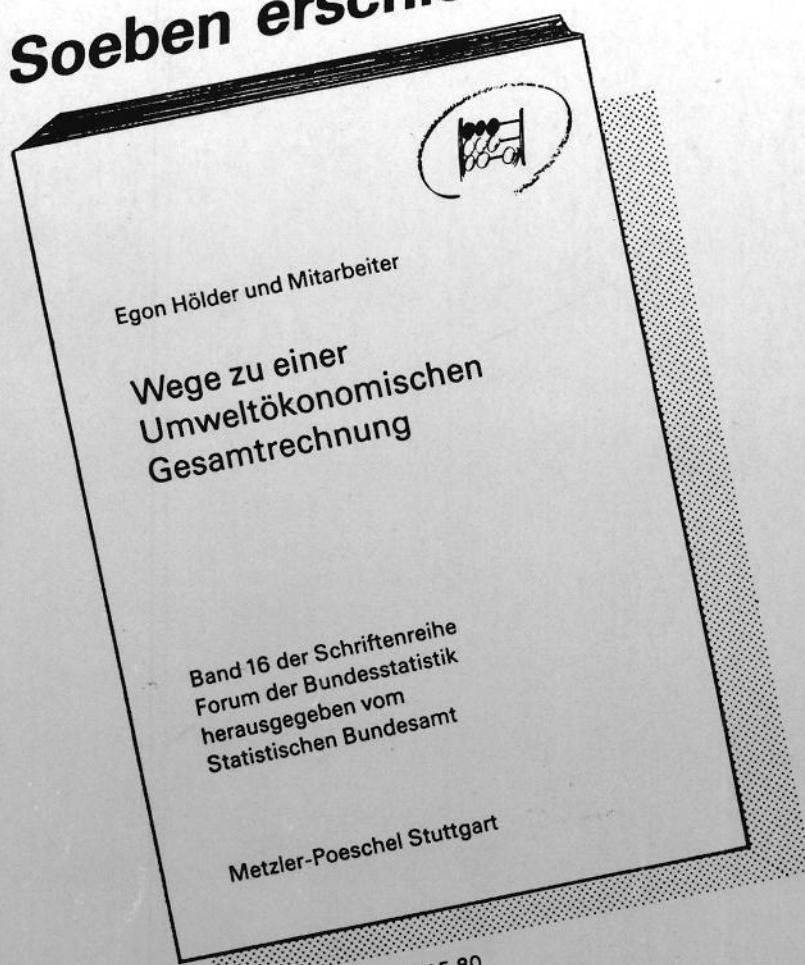 Soeben
Egon Hölder und Mitarbeiter
Wege zu einer
Umweltökonomischen
Gesamtrechnung
Band 16 der Schriftenreihe
Forum der Bundesstatistik
herausgegeben vom
Statistischen Bundesamt
Metzler-Poeschel Stuttgart